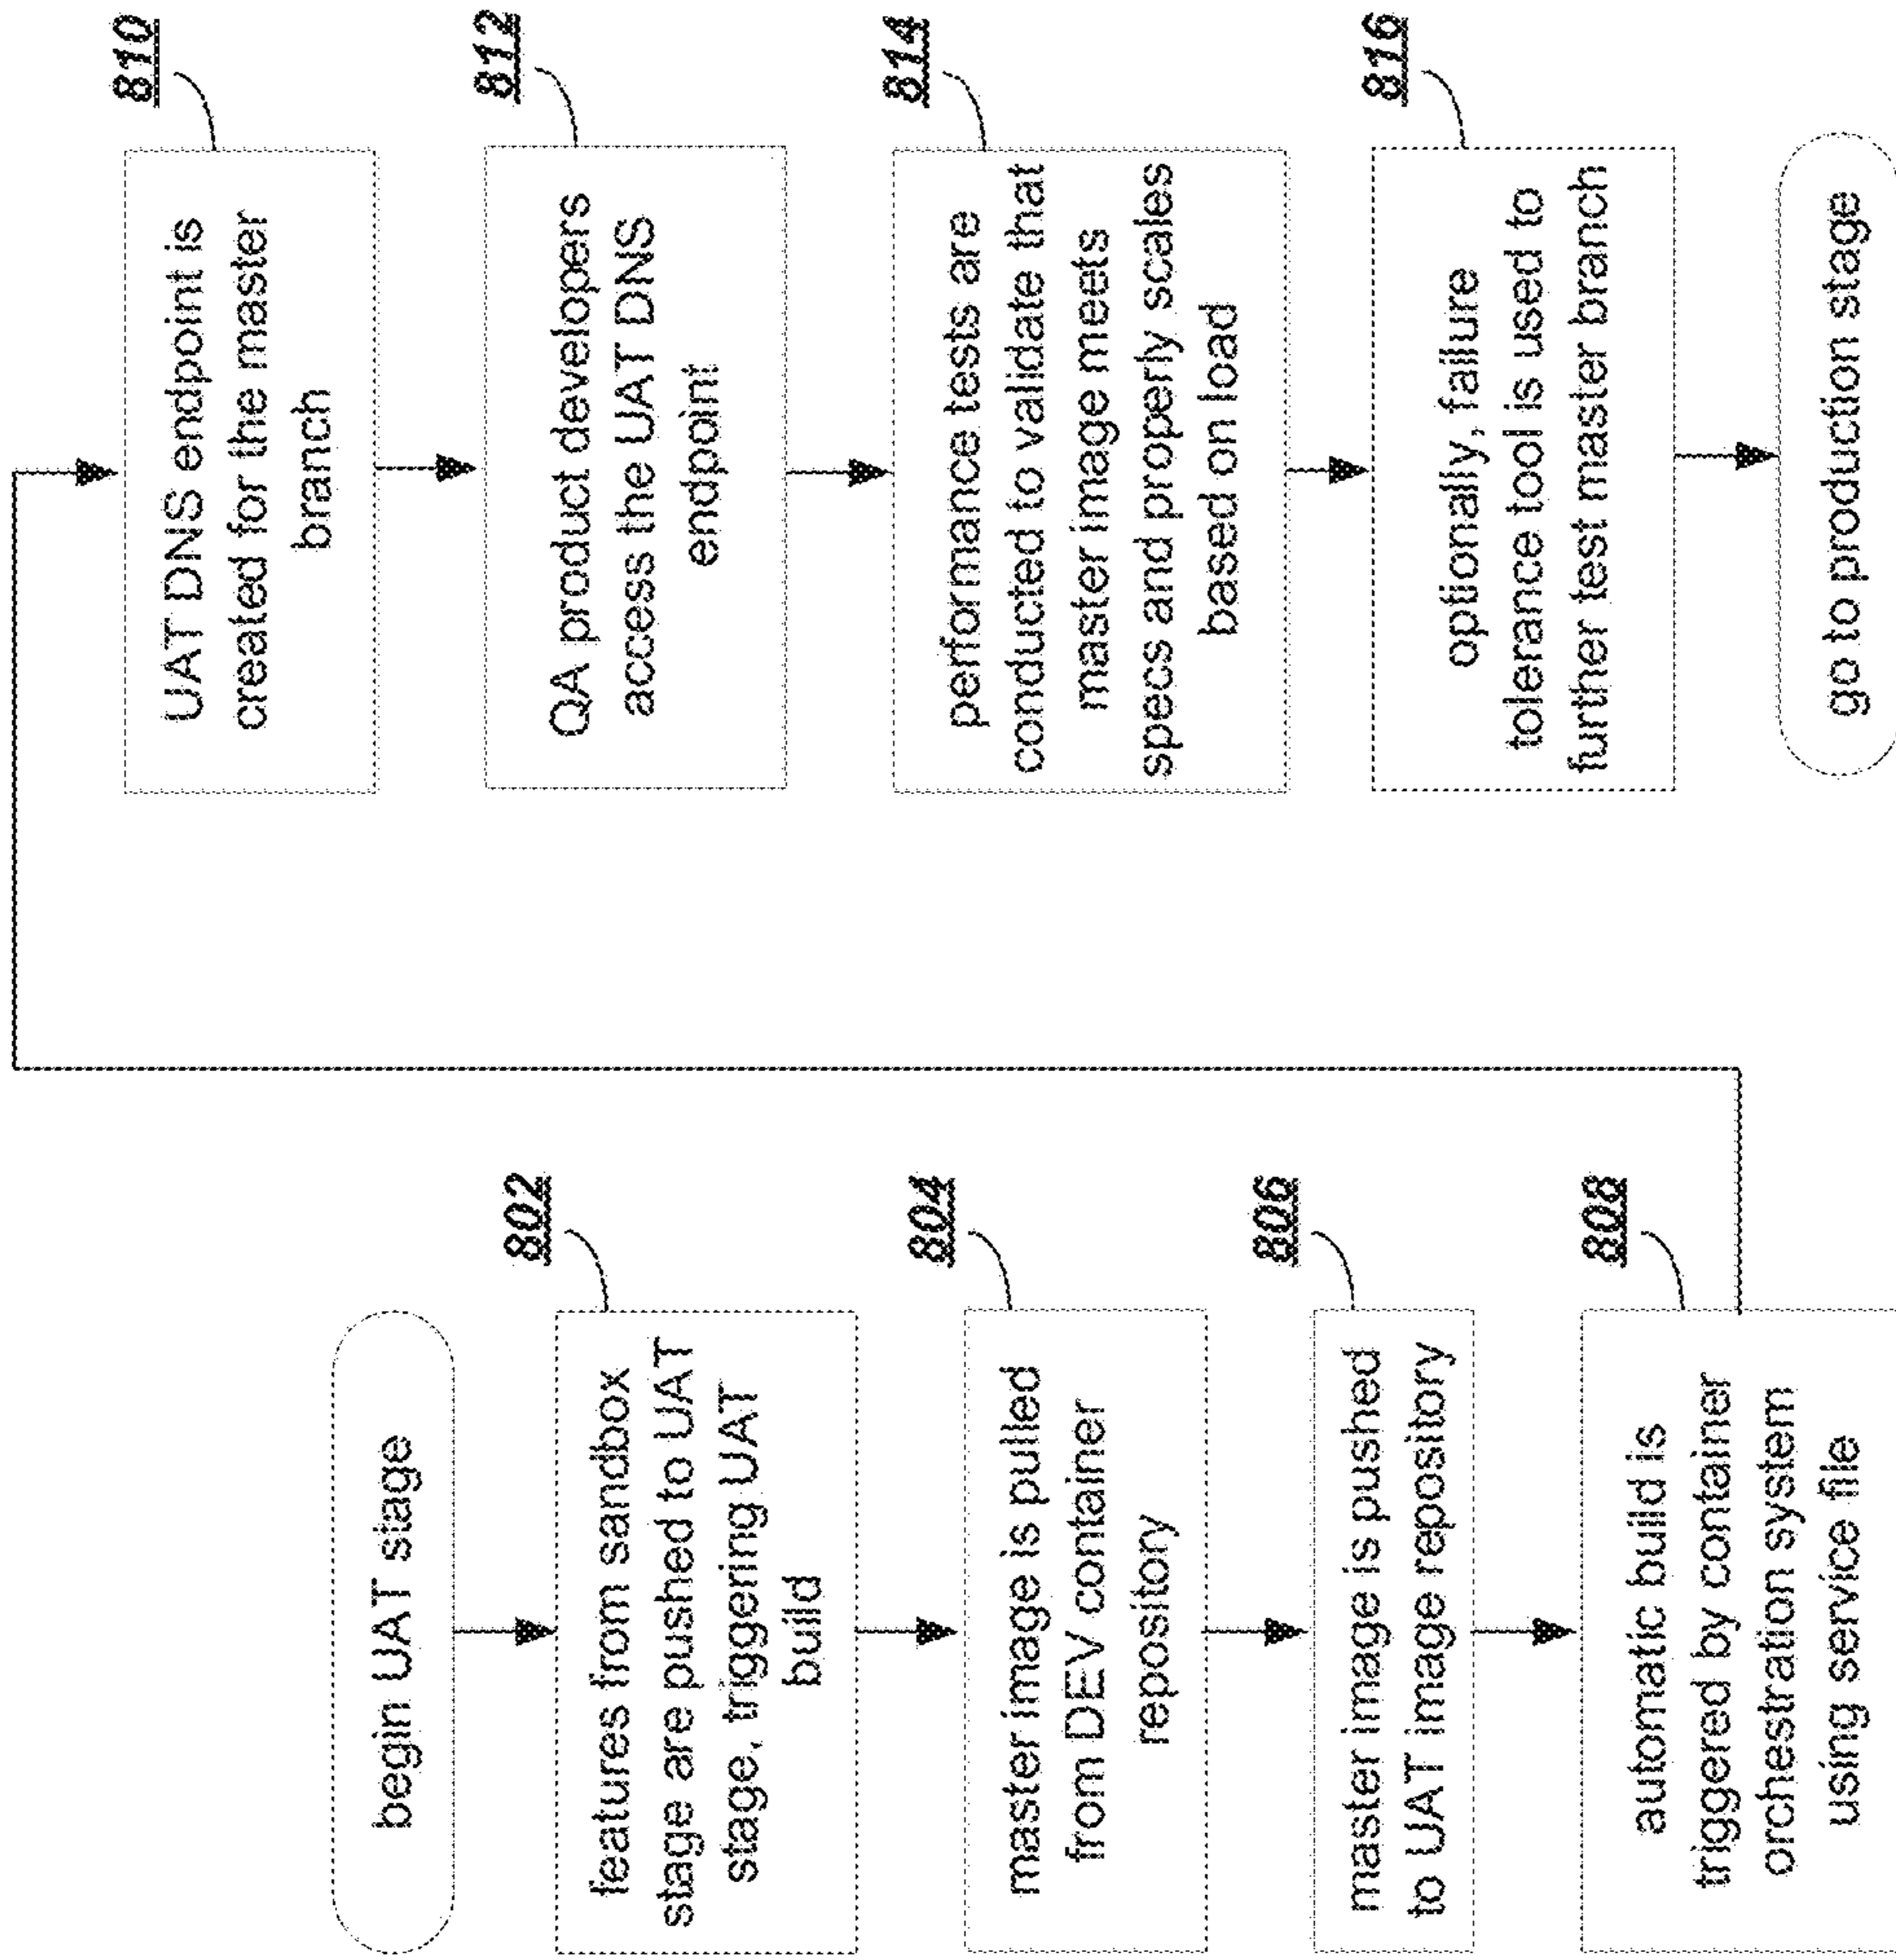 begin UAT stage
802
features from sandbox
stage are pushed to UAT
stage, triggering UAT
build
804
master image is pulled
from DEV container
repository
806
master image is pushed
to UAT image repository
808
automatic build is
triggered by container
orchestration system
using service file
810
UAT DNS endpoint is
created for the master
branch
812
QA product developers
access the UAT DNS
endpoint
814
performance tests are
conducted to validate that
master image meets
specs and properly scales
based on load
816
optionally, failure
tolerance tool is used to
further test master branch
go to production stage